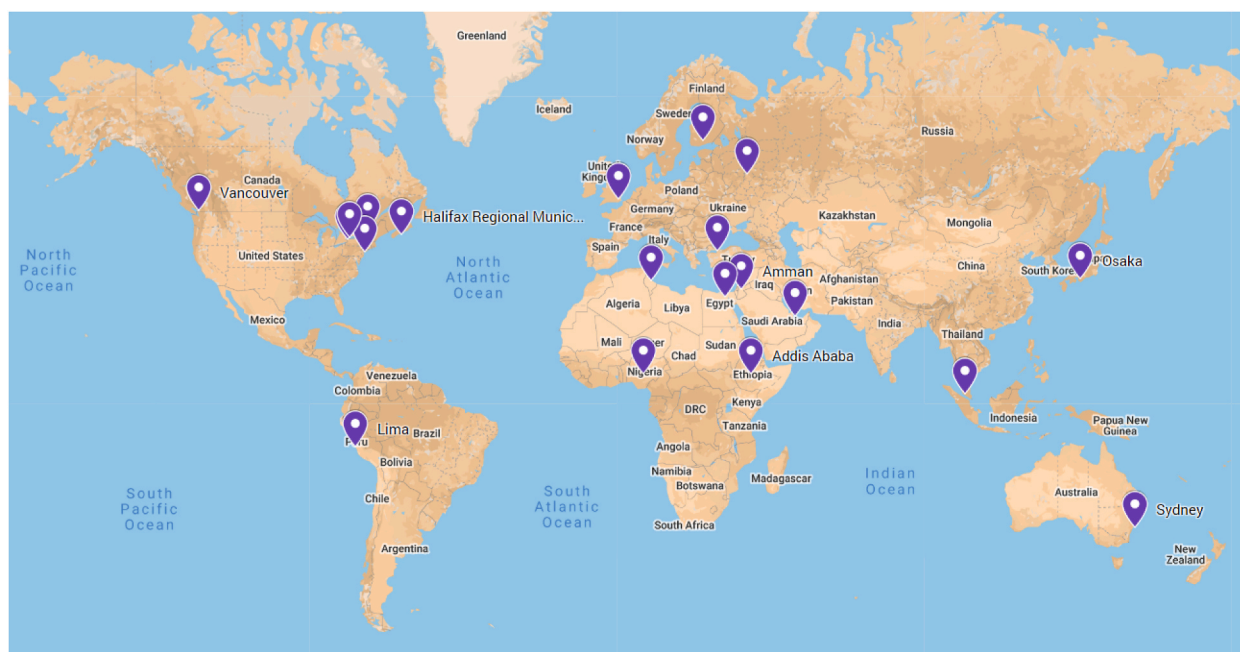 Greenland
Iceland
Finland
Sweden
Norway
Russia
Canada
Vancouver
United
Kingdom
Poland
Germany
Ukraine
France
Halifax Regional Munic...
Kazakhstan
Mongolia
Spain
Italy
United States
North
Pacific
Ocean
North
Atlantic
Ocean
China
South Korea
Osaka
Amman
Iraq
Afghanistan
Pakistan
Algeria
Libya
Egypt
Saudi Arabia
India
Mexico
Thailand
Mali
Chad
Sudan
Addis Ababa
Ethiopia
Nigeria
Venezuela
Colombia
Kenya
DRC
Tanzania
Indonesia
Papua New
Guinea
Lima
Peru
Brazil
Bolivia
Angola
Namibia
Botswana
Madagascar
Indian
Ocean
South
Pacific
Ocean
South
Atlantic
Ocean
Chile
Australia
Sydney
South Africa
Argentina
New
Zealand